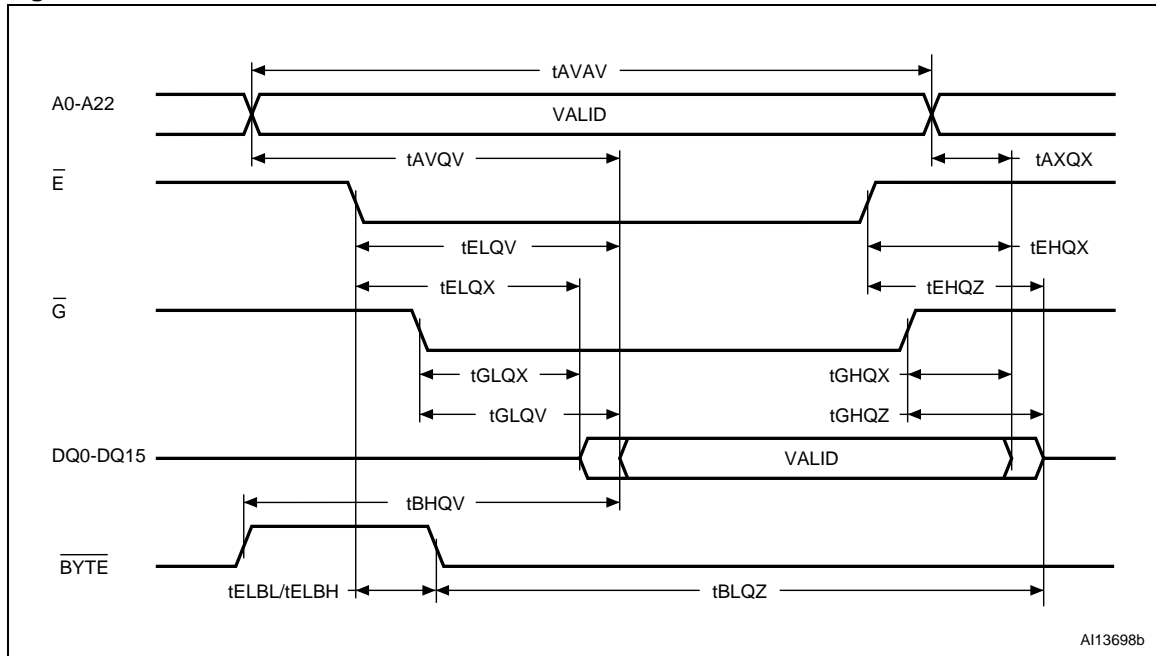 tAVAV
A0-A22
VALID
tAVQV
tAXQX
E
tELQV
tEHQX
tELQX
tEHQZ
G
tGLQX
tGHQX
tGLQV
tGHQZ
DQ0-DQ15
VALID
tBHQV
BYTE
tELBL/tELBH
tBLQZ
AI13698b